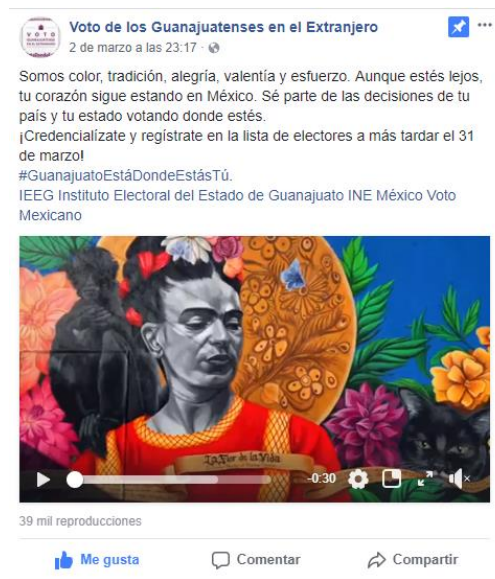 Voto de los Guanajuatenses en el Extranjero
2 de marzo a las 23:17 ·
Somos color, tradición, alegría, valentía y esfuerzo. Aunque estés lejos,
tu corazón sigue estando en México. Sé parte de las decisiones de tu
país y tu estado votando donde estés.
¡Credencialízate y regístrate en la lista de electores a más tardar el 31
de marzo!
#GuanajuatoEstáDondeEstásTú.
IEEG Instituto Electoral del Estado de Guanajuato INE México Voto
Mexicano
La Flor de la Vida
-0:30
39 mil reproducciones
Me gusta
Comentar
Compartir